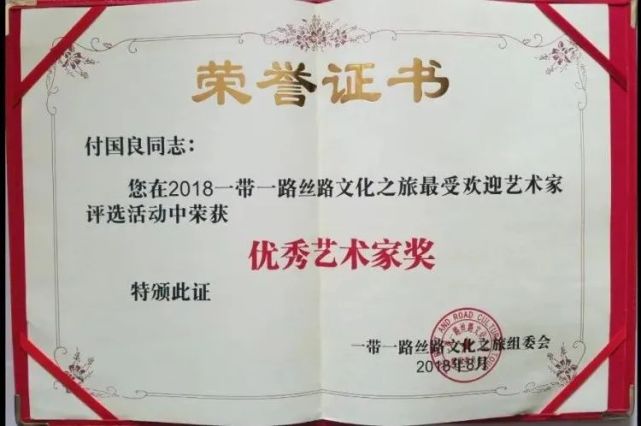 荣誉证书
付国良同志：
您在2018一带一路丝路文化之旅最受欢迎艺术家
评选活动中荣获
优秀艺术家奖
特颁此证
一带一路丝路文化之旅组委会
2018年8月